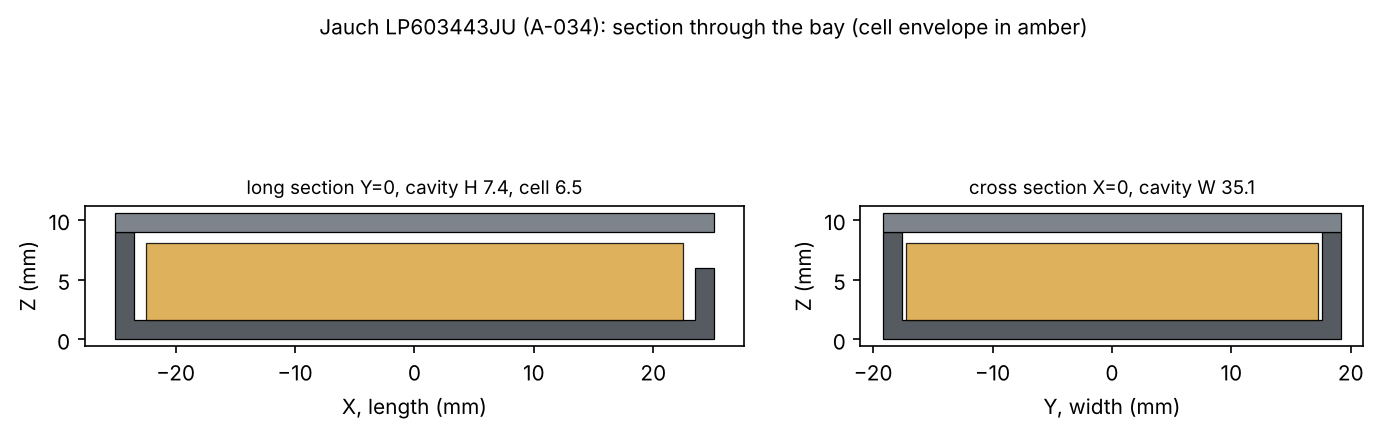 Jauch LP603443JU (A-034): section through the bay (cell envelope in amber)
long section Y=0, cavity H 7.4, cell 6.5
10
5
0
Z (mm)
−20 −10 0 10 20
X, length (mm)
cross section X=0, cavity W 35.1
10
5
0
Z (mm)
−20 −10 0 10 20
Y, width (mm)